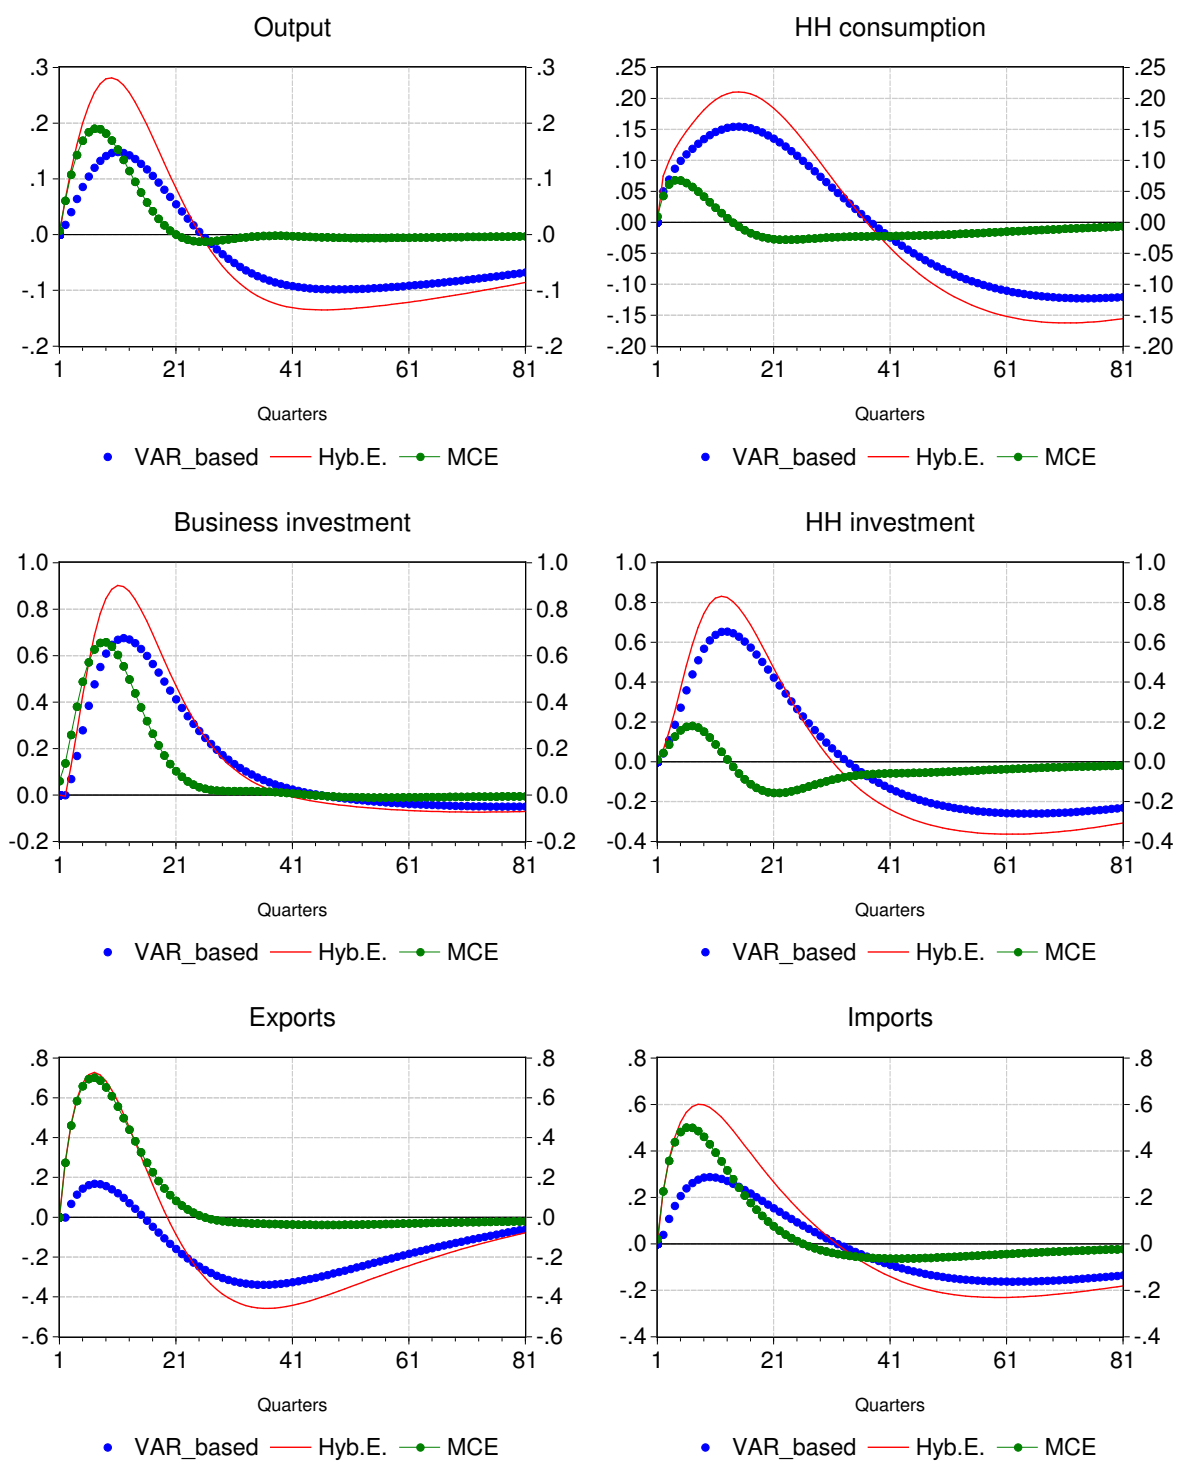 Output
.3 .3
.2 .2
.1 .1
.0 .0
-.1 -.1
-.2 -.2
1 21 41 61 81
Quarters
VAR_based Hyb.E. MCE
HH consumption
.25 .25
.20 .20
.15 .15
.10 .10
.05 .05
.00 .00
-.05 -.05
-.10 -.10
-.15 -.15
-.20 -.20
1 21 41 61 81
Quarters
VAR_based Hyb.E. MCE
Business investment
1.0 1.0
0.8 0.8
0.6 0.6
0.4 0.4
0.2 0.2
0.0 0.0
-0.2 -0.2
1 21 41 61 81
Quarters
VAR_based Hyb.E. MCE
HH investment
1.0 1.0
0.8 0.8
0.6 0.6
0.4 0.4
0.2 0.2
0.0 0.0
-0.2 -0.2
-0.4 -0.4
1 21 41 61 81
Quarters
VAR_based Hyb.E. MCE
Exports
.8 .8
.6 .6
.4 .4
.2 .2
.0 .0
-.2 -.2
-.4 -.4
-.6 -.6
1 21 41 61 81
Quarters
VAR_based Hyb.E. MCE
Imports
.8 .8
.6 .6
.4 .4
.2 .2
.0 .0
-.2 -.2
-.4 -.4
1 21 41 61 81
Quarters
VAR_based Hyb.E. MCE